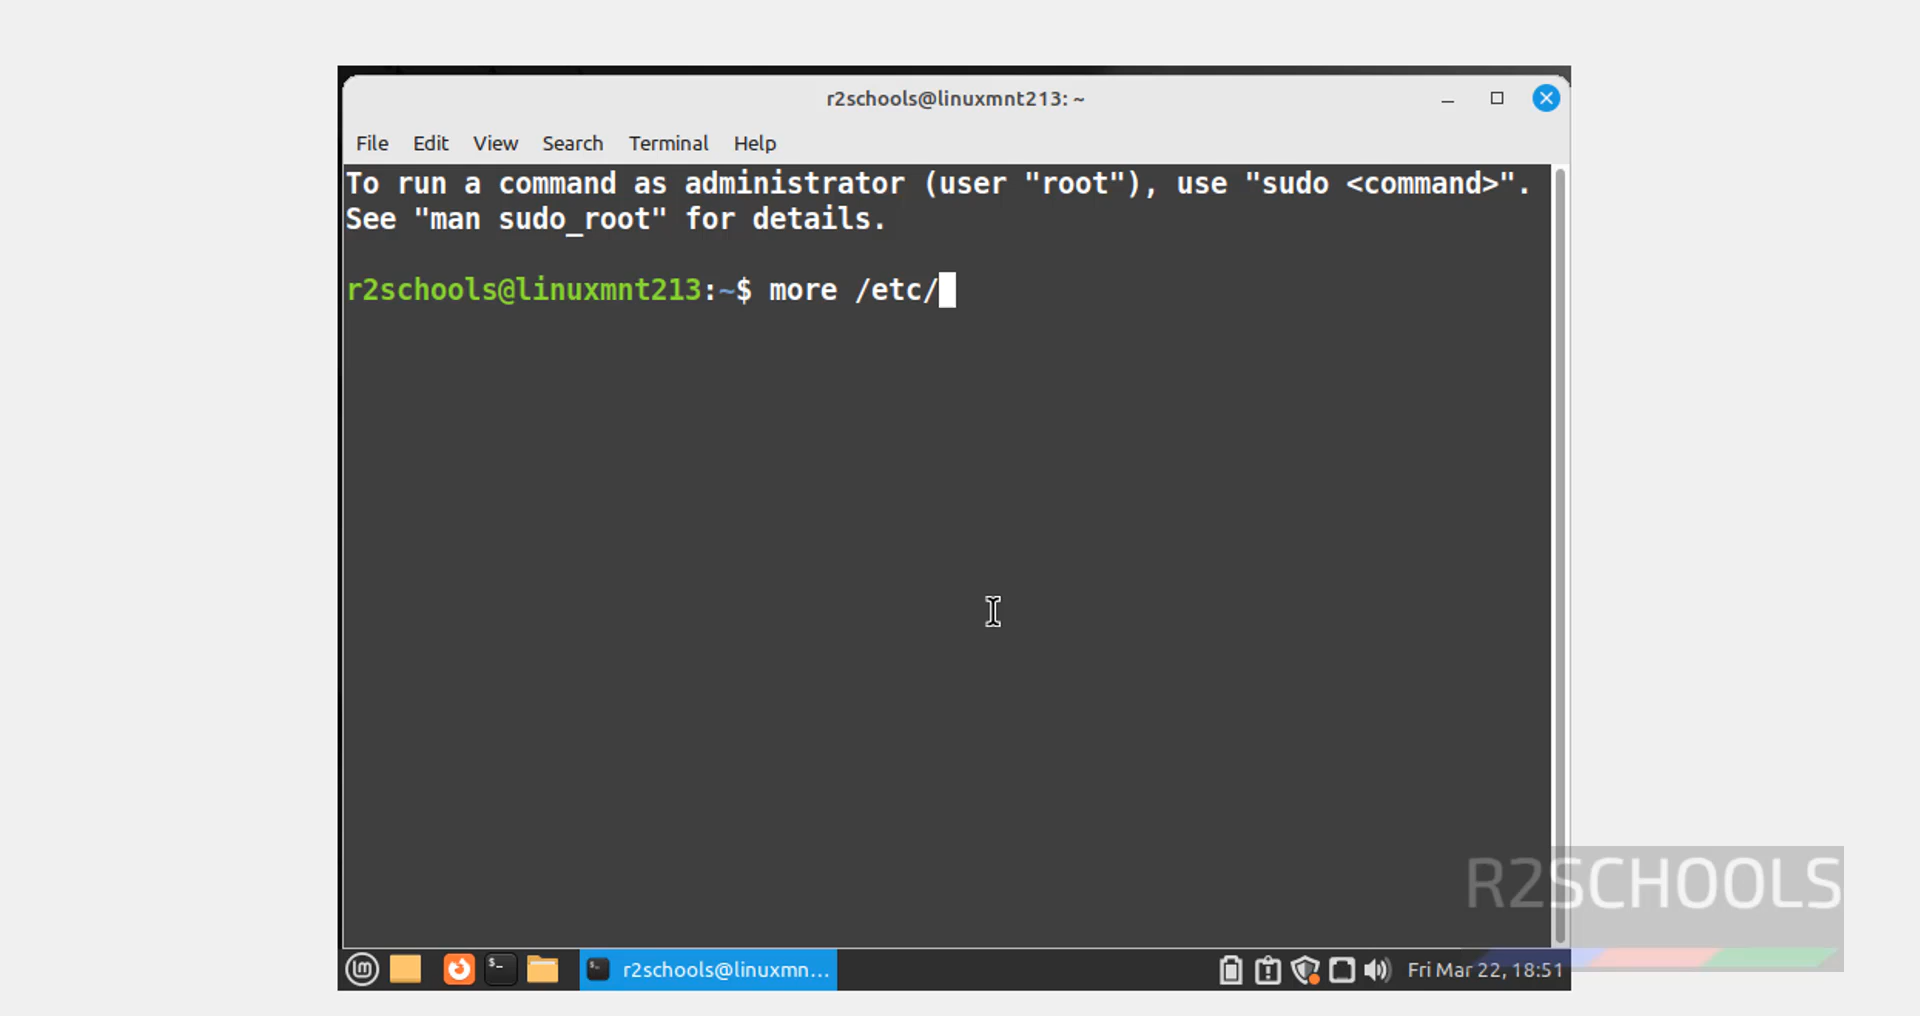 r2schools@linuxmnt213: ~
File Edit View Search Terminal Help
To run a command as administrator (user "root"), use "sudo <command>".
See "man sudo_root" for details.
r2schools@linuxmnt213:~$ more /etc/
R2SCHOOLS
r2schools@linuxmn... Fri Mar 22, 18:51